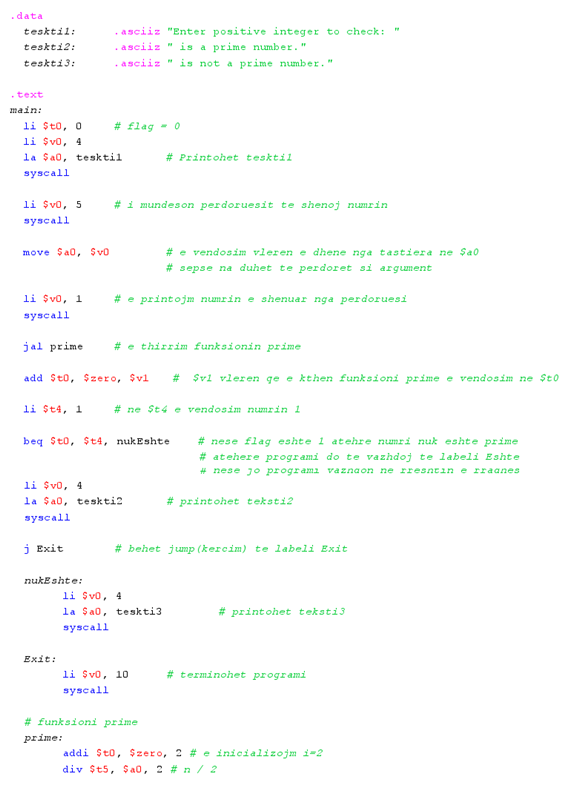 .data
teskti1: .asciiz "Enter positive integer to check: "
teskti2: .asciiz " is a prime number."
teskti3: .asciiz " is not a prime number."
.text
main:
li $t0, 0 # flag = 0
li $v0, 4
la $a0, teskti1 # Printohet teskti1
syscall
li $v0, 5 # i mundeson perdoruesit te shenoj numrin
syscall
move $a0, $v0 # e vendosim vleren e dhene nga tastiera ne $a0
# sepse na duhet te perdoret si argument
li $v0, 1 # e printojm numrin e shenuar nga perdoruesi
syscall
jal prime # e thirrim funksionin prime
add $t0, $zero, $v1 # $v1 vleren qe e kthen funksioni prime e vendosim ne $t0
li $t4, 1 # ne $t4 e vendosim numrin 1
beq $t0, $t4, nukEshte # nese flag eshte 1 atehre numri nuk eshte prime
# atehere programi do te vazhdoj te labeli Eshte
# nese jo programi vazhdon ne rreshtin e rradhes
li $v0, 4
la $a0, teskti2 # printohet teksti2
syscall
j Exit # behet jump(kercim) te labeli Exit
nukEshte:
li $v0, 4
la $a0, teskti3 # printohet teksti3
syscall
Exit:
li $v0, 10 # terminohet programi
syscall
# funksioni prime
prime:
addi $t0, $zero, 2 # e inicializojm i=2
div $t5, $a0, 2 # n / 2